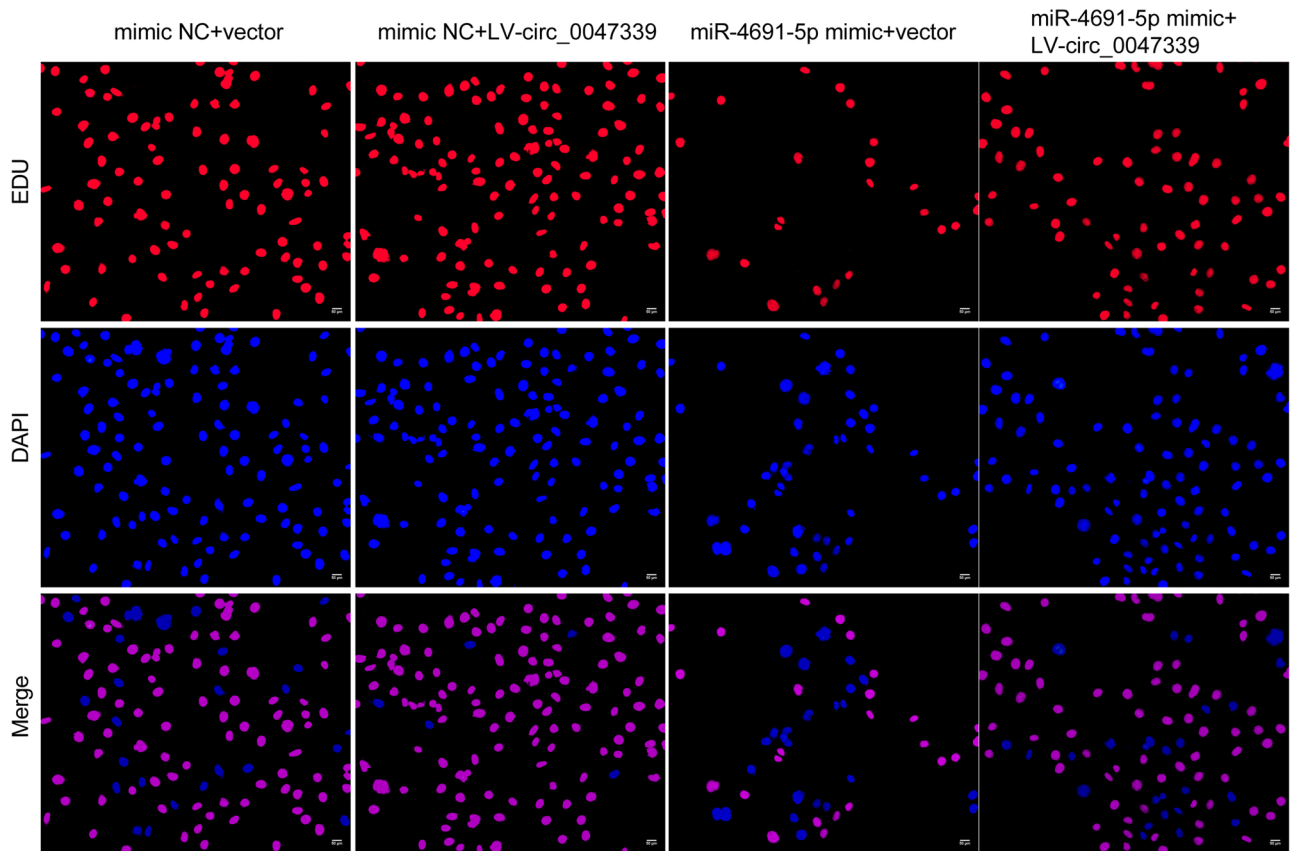 mimic NC+vector
mimic NC+LV-circ_0047339
miR-4691-5p mimic+vector
miR-4691-5p mimic+
LV-circ_0047339
EDU
DAPI
Merge